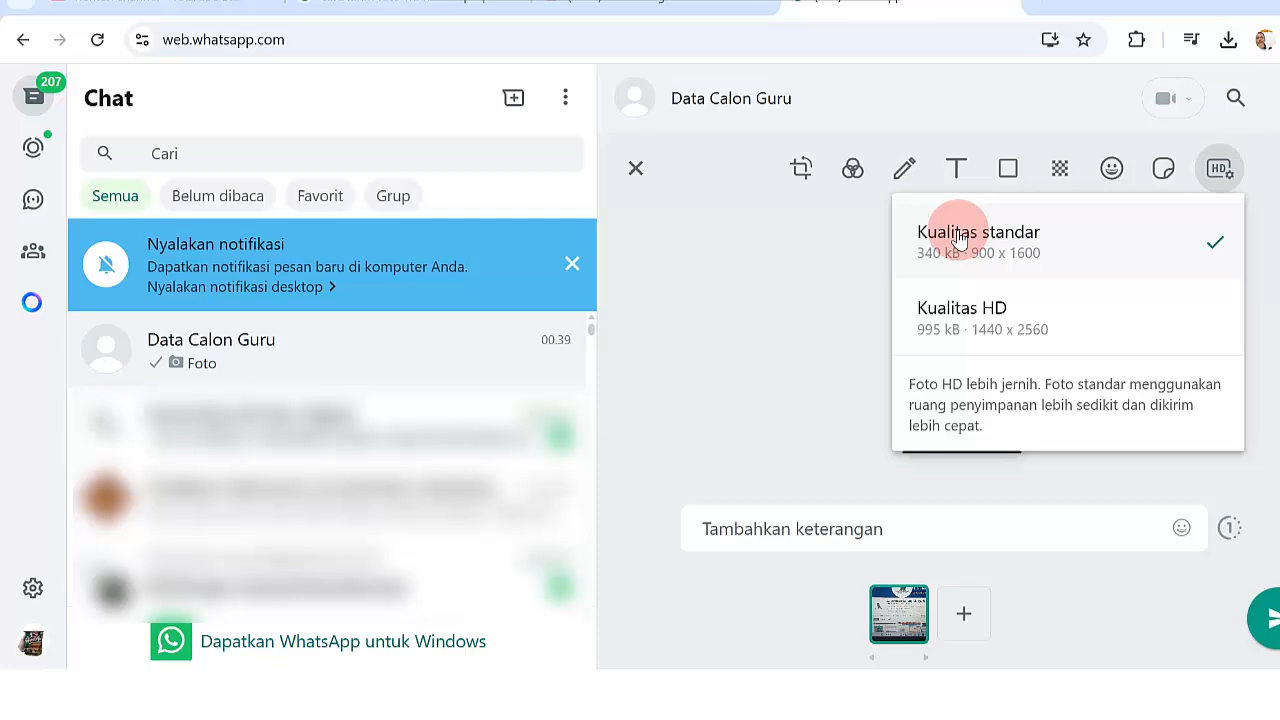 web.whatsapp.com
207
Chat
Cari
Semua
Belum dibaca
Favorit
Grup
Nyalakan notifikasi
Dapatkan notifikasi pesan baru di komputer Anda.
Nyalakan notifikasi desktop
Data Calon Guru
00.39
Foto
Dapatkan WhatsApp untuk Windows
Data Calon Guru
HD
Kualitas standar
340 kB · 900 x 1600
Kualitas HD
995 kB · 1440 x 2560
Foto HD lebih jernih. Foto standar menggunakan
ruang penyimpanan lebih sedikit dan dikirim
lebih cepat.
Tambahkan keterangan
1